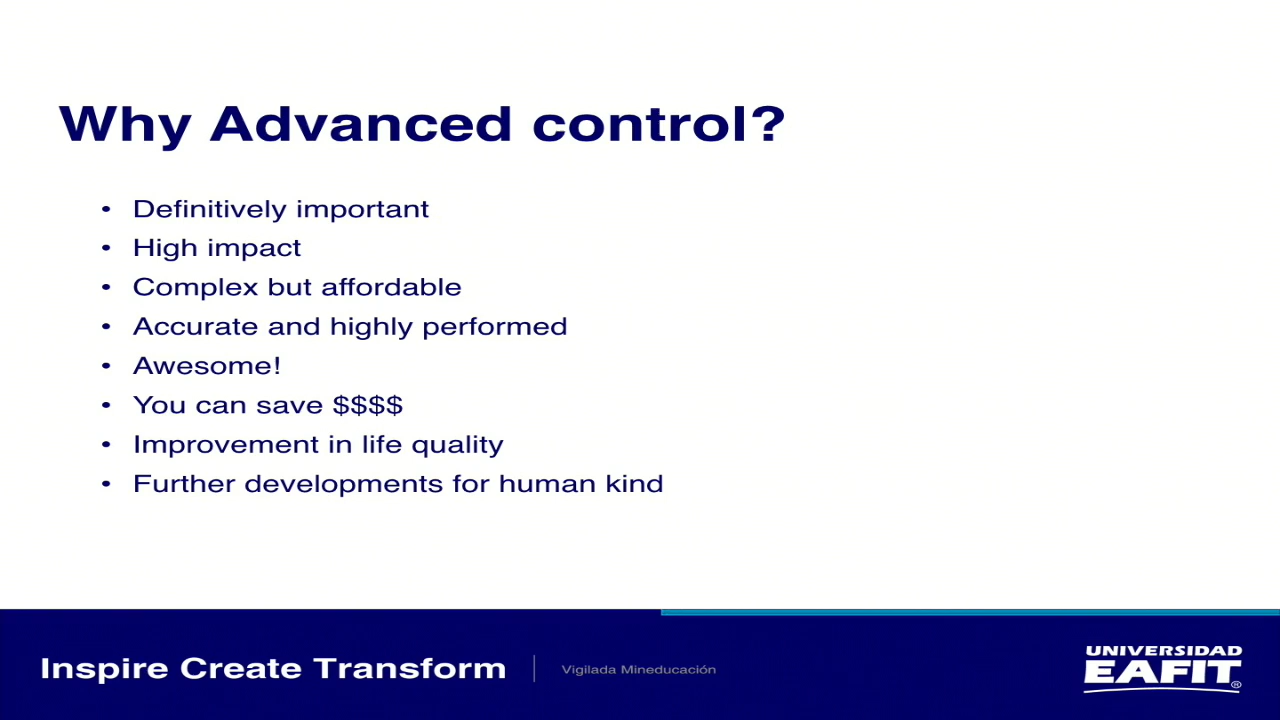 Why Advanced control?
• Definitively important
• High impact
• Complex but affordable
• Accurate and highly performed
• Awesome!
• You can save $$$$
• Improvement in life quality
• Further developments for human kind
Inspire Create Transform
Vigilada Mineducación
UNIVERSIDAD
EAFIT®